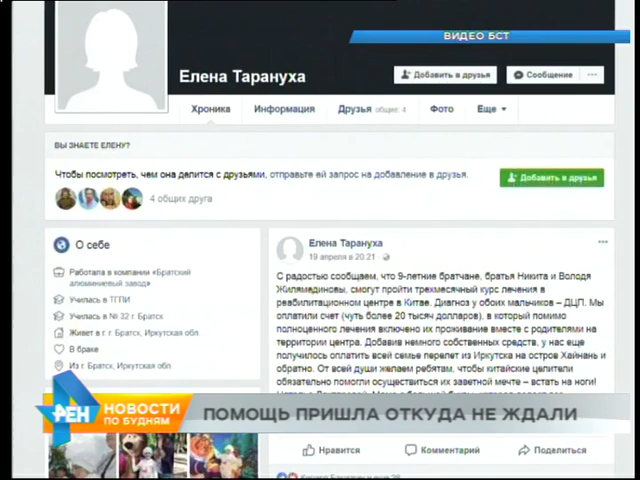 ВИДЕО БСТ
Елена Тарануха
Добавить в друзья
Сообщение
Хроника Информация Друзья общие: 4 Фото Еще
ВЫ ЗНАЕТЕ ЕЛЕНУ?
Чтобы посмотреть, чем она делится с друзьями, отправьте ей запрос на добавление в друзья.
Добавить в друзья
4 общих друга
О себе
Работала в компании «Братский
алюминиевый завод»
Училась в ТГПИ
Училась в № 32 г. Братск
Живет в г. Братск, Иркутская обл.
В браке
Из г. Братск, Иркутская обл.
Елена Тарануха
19 апреля в 20:21
С радостью сообщаем, что 9-летние братчане, братья Никита и Володя
Жилямединовы, смогут пройти трехмесячный курс лечения в
реабилитационном центре в Китае. Диагноз у обоих мальчиков – ДЦП. Мы
оплатили счет (чуть более 20 тысяч долларов), в который помимо
полноценного лечения включено их проживание вместе с родителями на
территории центра. Добавив немного собственных средств, у нас еще
получилось оплатить всей семье перелет из Иркутска на остров Хайнань и
обратно. От всей души желаем ребятам, чтобы китайские целители
обязательно помогли осуществиться их заветной мечте – встать на ноги!
РЕН
НОВОСТИ
ПО БУДНЯМ
ПОМОЩЬ ПРИШЛА ОТКУДА НЕ ЖДАЛИ
Нравится Комментарий Поделиться